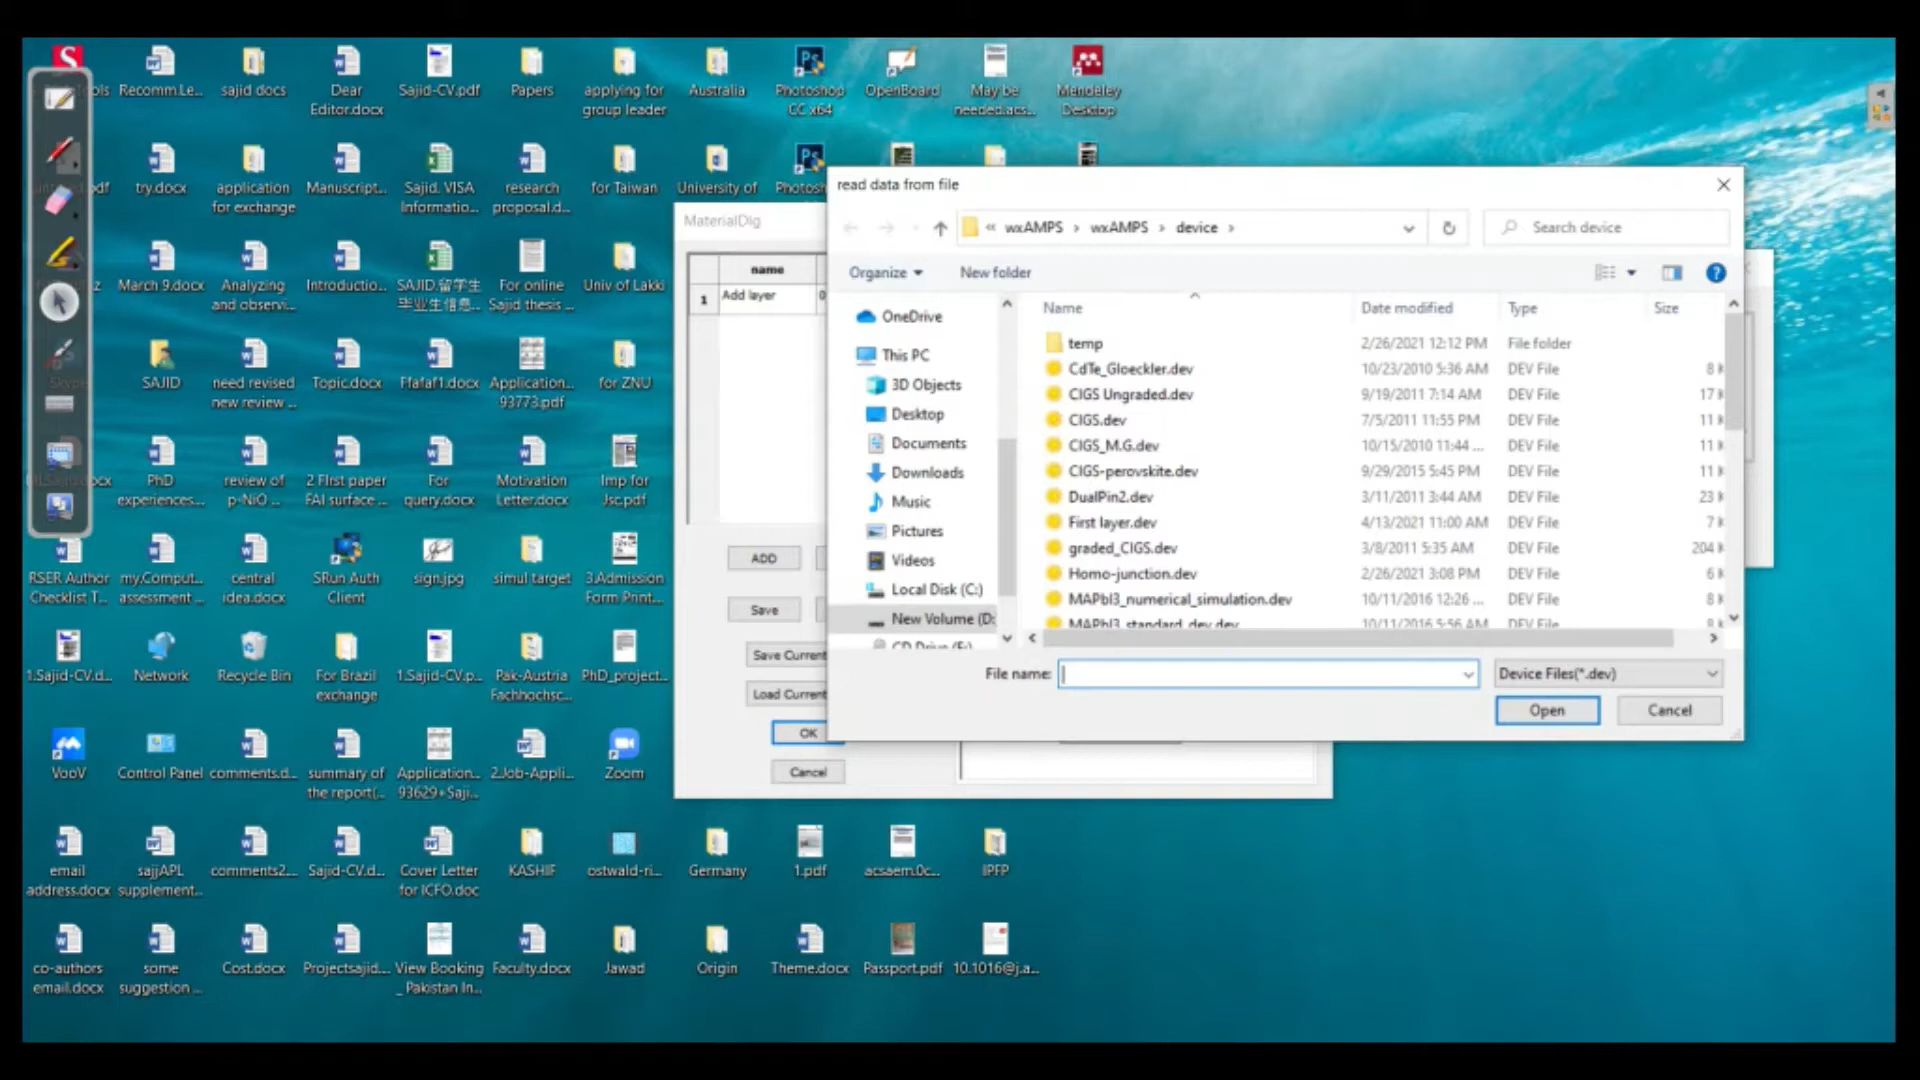 Recomm.Le...
sajid docs
Dear
Editor.docx
Sajid-CV.pdf
Papers
applying for
group leader
Australia
Photoshop
CC x64
OpenBoard
May be
needed.acs...
Mendeley
Desktop
try.docx
application
for exchange
Manuscript...
Sajid. VISA
Informatio...
research
proposal.d...
for Taiwan
University of
March 9.docx
Analyzing
and observi...
Introductio...
SAJID.留学生
毕业生信息...
For online
Sajid thesis ...
Univ of Lakki
SAJID
need revised
new review ...
Topic.docx
Ffafaf1.docx
Application...
93773.pdf
for ZNU
PhD
experiences...
review of
p-NiO ...
2 FIrst paper
FAI surface ...
For
query.docx
Motivation
Letter.docx
Imp for
Jsc.pdf
RSER Author
Checklist T...
my.Comput...
assessment ...
central
idea.docx
SRun Auth
Client
sign.jpg
simul target
3.Admission
Form Print...
1.Sajid-CV.d...
Network
Recycle Bin
For Brazil
exchange
1.Sajid-CV.p...
Pak-Austria
Fachhochsc...
PhD_project...
VooV
Control Panel
comments.d...
summary of
the report(...
Application...
93629+Saji...
2.Job-Appli...
Zoom
email
address.docx
sajjAPL
supplement...
comments2...
Sajid-CV.d...
Cover Letter
for ICFO.doc
KASHIF
ostwald-ri...
Germany
1.pdf
acsaem.0c...
IPFP
co-authors
email.docx
some
suggestion ...
Cost.docx
Projectsajid...
View Booking
_ Pakistan In...
Faculty.docx
Jawad
Origin
Theme.docx
Passport.pdf
10.1016@j.a...
MaterialDlg
name
1 Add layer
ADD
Save
Save Current
Load Current
OK
Cancel
read data from file
« wxAMPS › wxAMPS › device ›
Search device
Organize
New folder
OneDrive
This PC
3D Objects
Desktop
Documents
Downloads
Music
Pictures
Videos
Local Disk (C:)
New Volume (D:
CD Drive (F:)
Name Date modified Type Size
temp 2/26/2021 12:12 PM File folder
CdTe_Gloeckler.dev 10/23/2010 5:36 AM DEV File 8
CIGS Ungraded.dev 9/19/2011 7:14 AM DEV File 17
CIGS.dev 7/5/2011 11:55 PM DEV File 11
CIGS_M.G.dev 10/15/2010 11:44 ... DEV File 11
CIGS-perovskite.dev 9/29/2015 5:45 PM DEV File 11
DualPin2.dev 3/11/2011 3:44 AM DEV File 23
First layer.dev 4/13/2021 11:00 AM DEV File 7
graded_CIGS.dev 3/8/2011 5:35 AM DEV File 204
Homo-junction.dev 2/26/2021 3:08 PM DEV File 6
MAPbI3_numerical_simulation.dev 10/11/2016 12:26 ... DEV File 8
MAPbI3_standard_dev.dev 10/11/2016 5:56 AM DEV File 8
File name:
Device Files(*.dev)
Open
Cancel